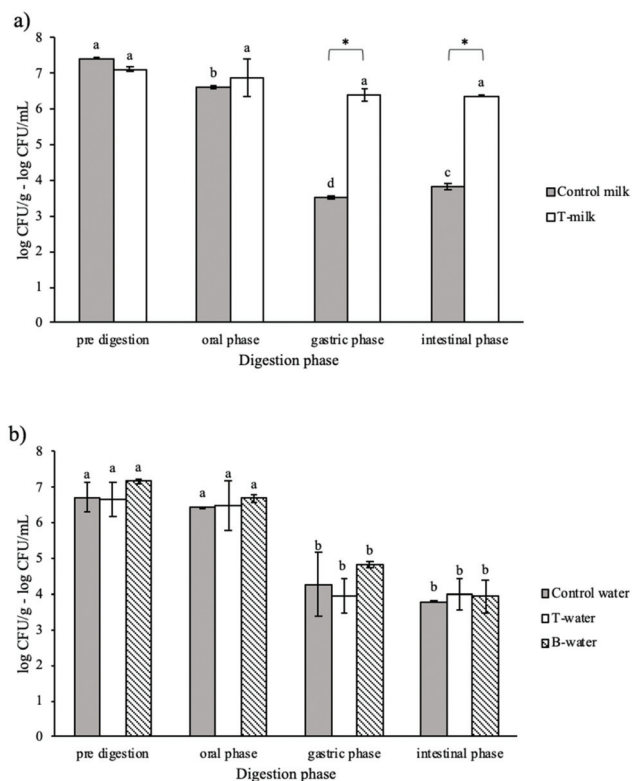 a)
log CFU/g - log CFU/mL
8
7
6
5
4
3
2
1
0
a a
b a
d a
c a
*
*
pre digestion oral phase gastric phase intestinal phase
Digestion phase
Control milk
T-milk
b)
log CFU/g - log CFU/mL
8
7
6
5
4
3
2
1
0
a a a
a a a
b b b
b b b
pre digestion oral phase gastric phase intestinal phase
Digestion phase
Control water
T-water
B-water